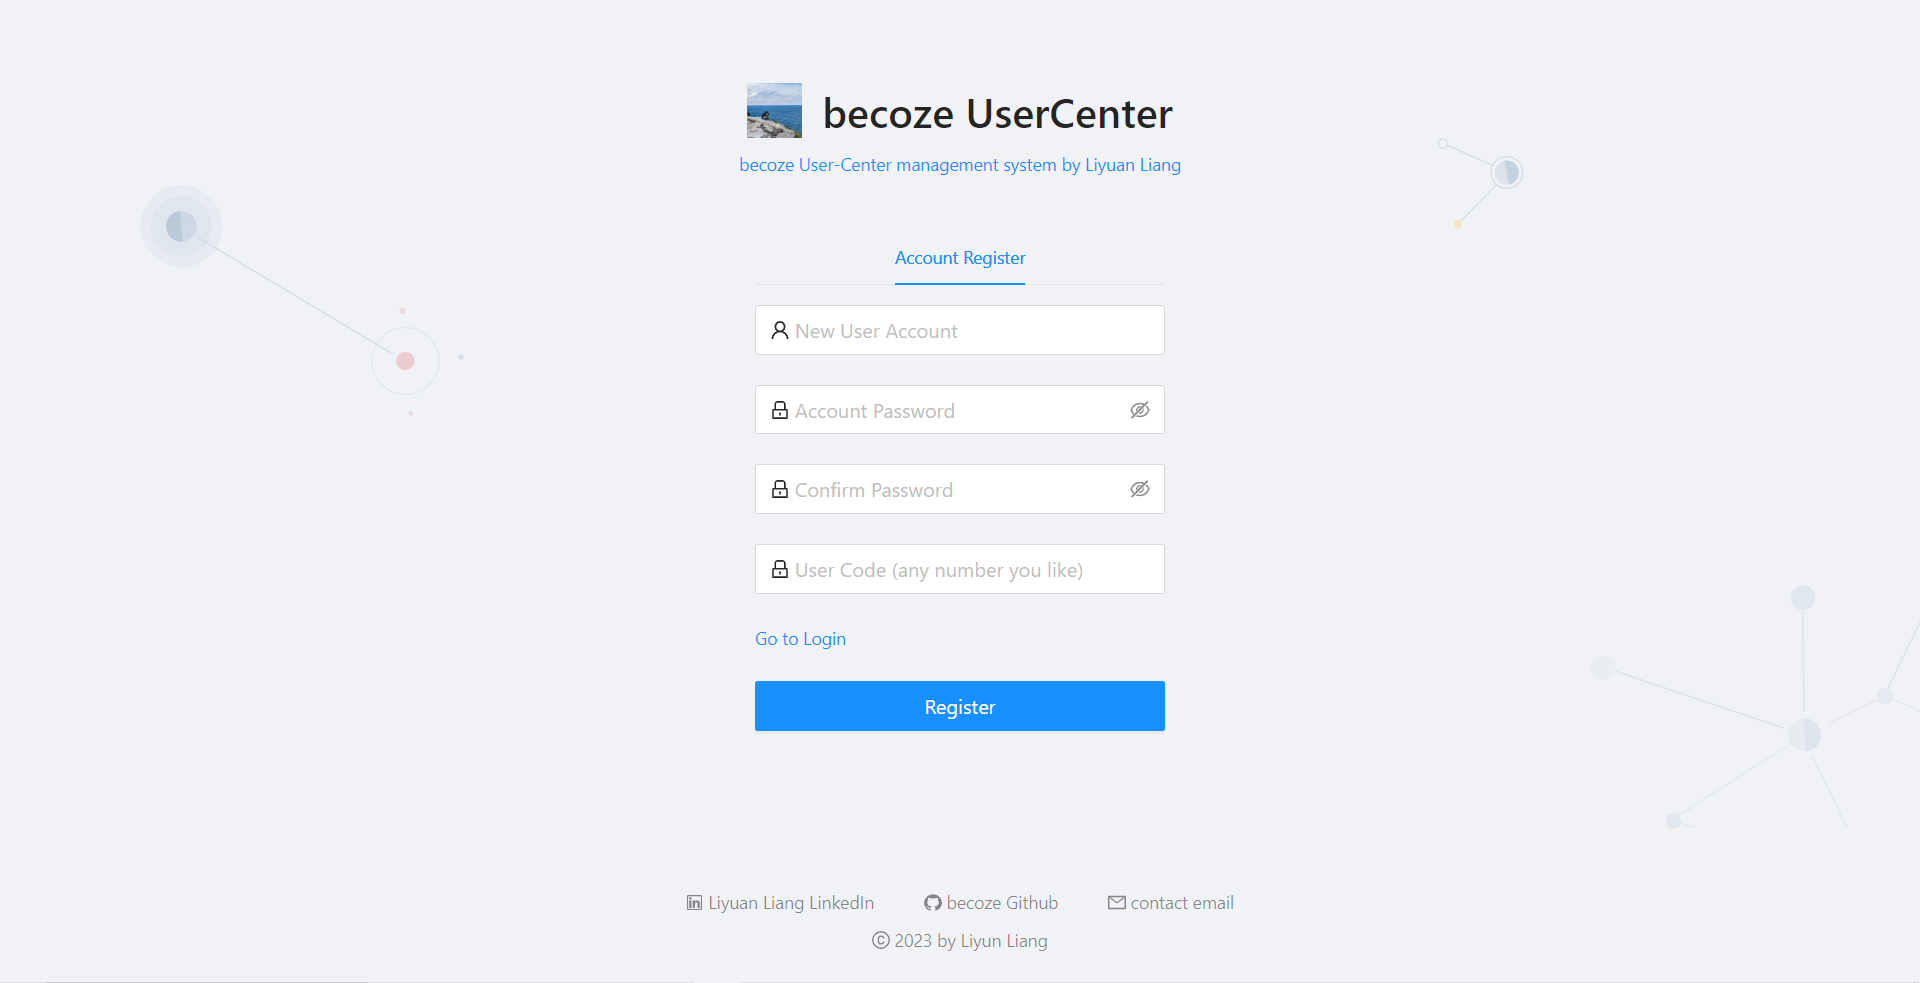 becoze UserCenter
becoze User-Center management system by Liyuan Liang
Account Register
New User Account
Account Password
Confirm Password
User Code (any number you like)
Go to Login
Register
Liyuan Liang LinkedIn becoze Github contact email
© 2023 by Liyun Liang